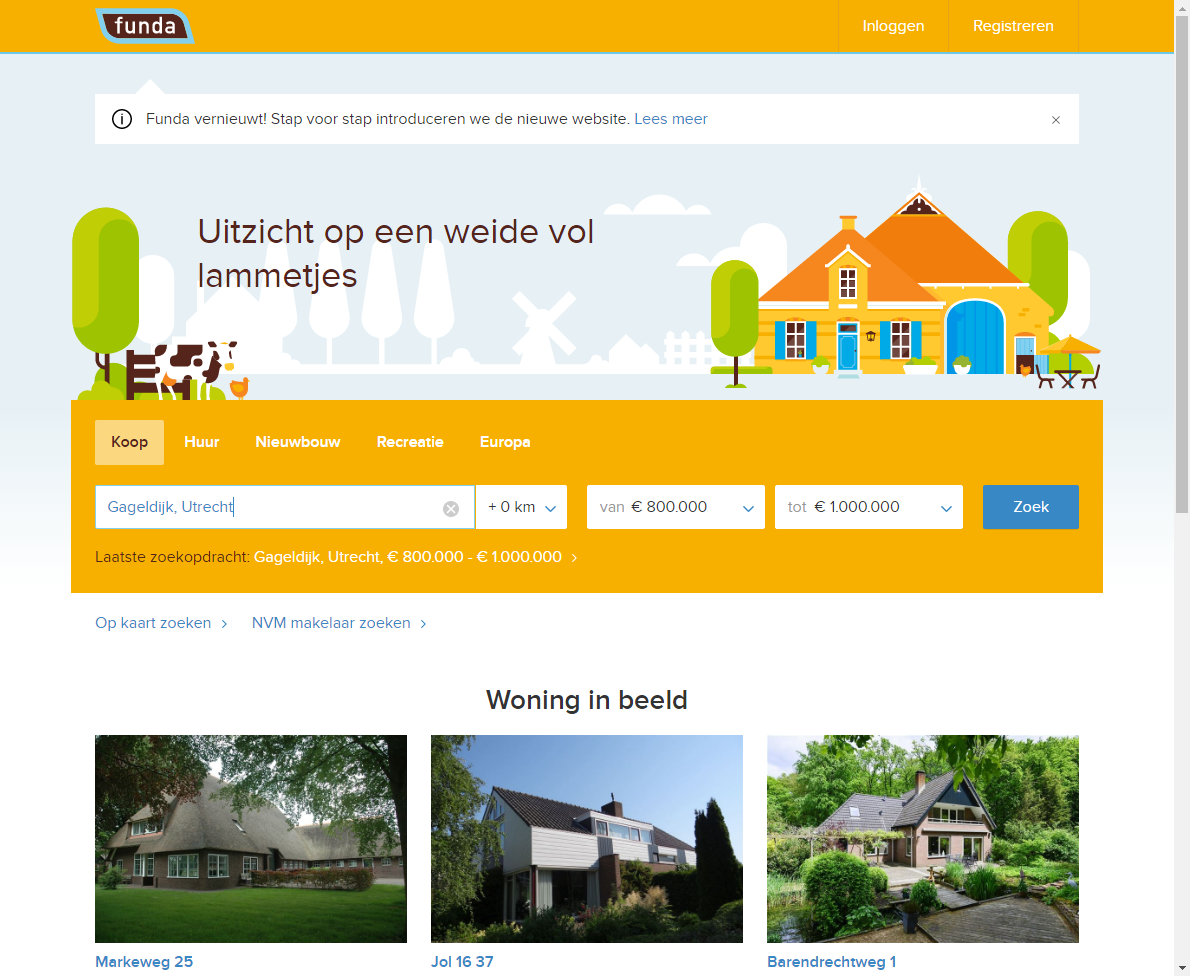 funda
Inloggen
Registreren
Funda vernieuwt! Stap voor stap introduceren we de nieuwe website. Lees meer
Uitzicht op een weide vol
lammetjes
Koop
Huur
Nieuwbouw
Recreatie
Europa
Gageldijk, Utrecht
+ 0 km
van € 800.000
tot € 1.000.000
Zoek
Laatste zoekopdracht: Gageldijk, Utrecht, € 800.000 - € 1.000.000
Op kaart zoeken
NVM makelaar zoeken
Woning in beeld
Markeweg 25
Jol 16 37
Barendrechtweg 1